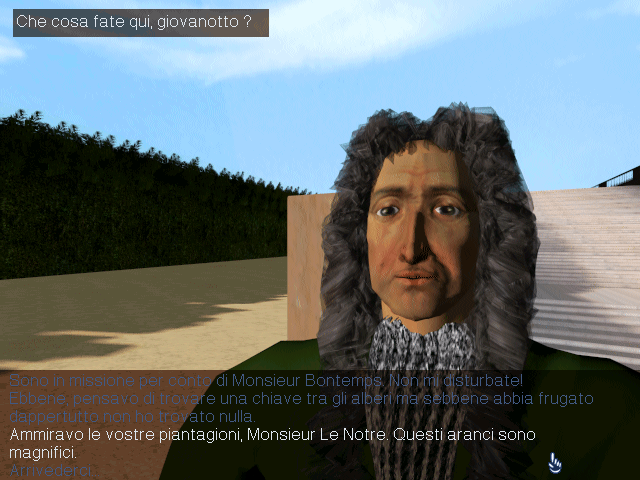 Che cosa fate qui, giovanotto ?
Sono in missione per conto di Monsieur Bontemps. Non mi disturbate!
Ebbene, pensavo di trovare una chiave tra gli alberi ma sebbene abbia frugato
dappertutto non ho trovato nulla.
Ammiravo le vostre piantagioni, Monsieur Le Notre. Questi aranci sono
magnifici.
Arrivederci.